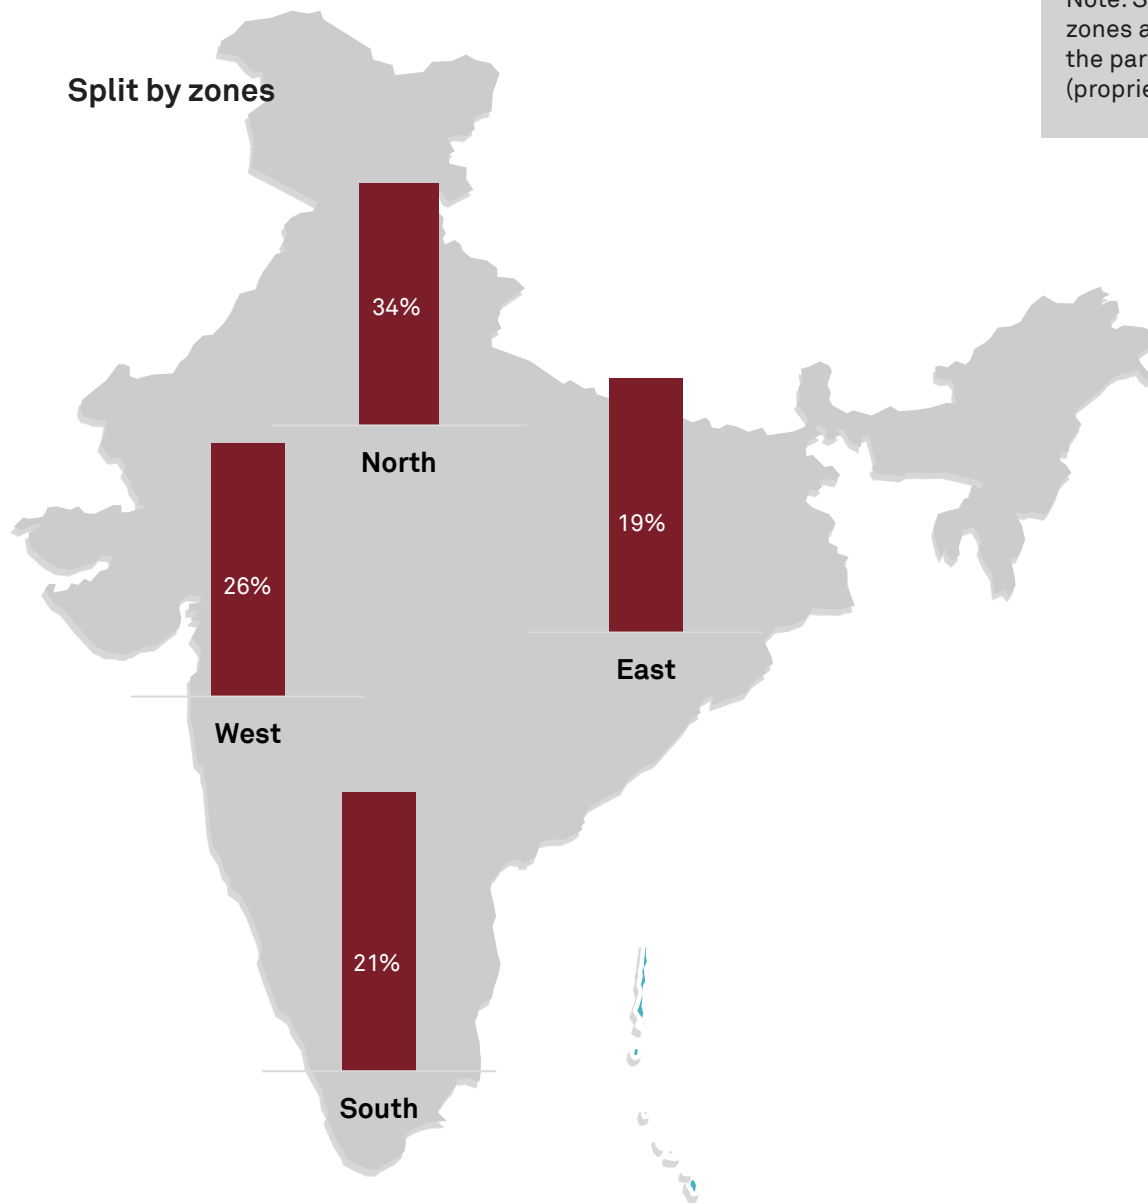 Split by zones
zones a
the par
(proprie
34%
North
19%
East
26%
West
21%
South